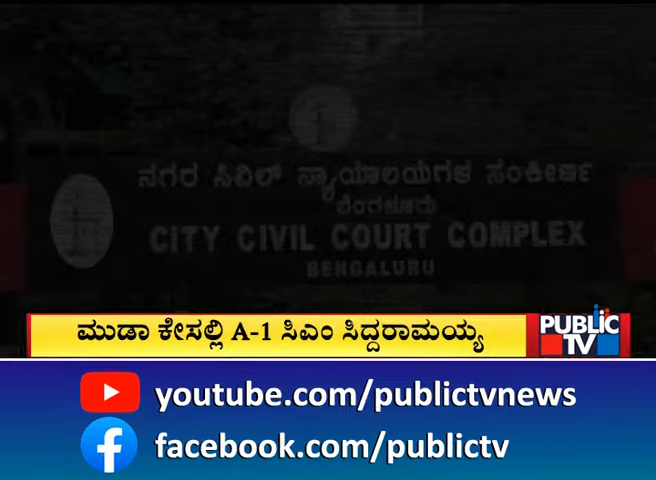 ನಗರ ಸಿವಿಲ್ ನ್ಯಾಯಾಲಯಗಳ ಸಂಕೀರ್ಣ
ಬೆಂಗಳೂರು
CITY CIVIL COURT COMPLEX
BENGALURU
ಮುಡಾ ಕೇಸಲ್ಲಿ A-1 ಸಿಎಂ ಸಿದ್ದರಾಮಯ್ಯ
PUBLIC
TV
youtube.com/publictvnews
facebook.com/publictv